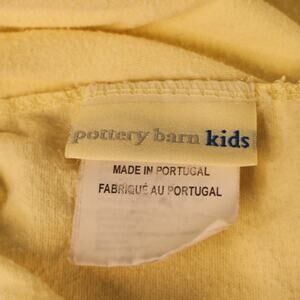 pottery barn kids
MADE IN PORTUGAL
FABRIQUÉ AU PORTUGAL